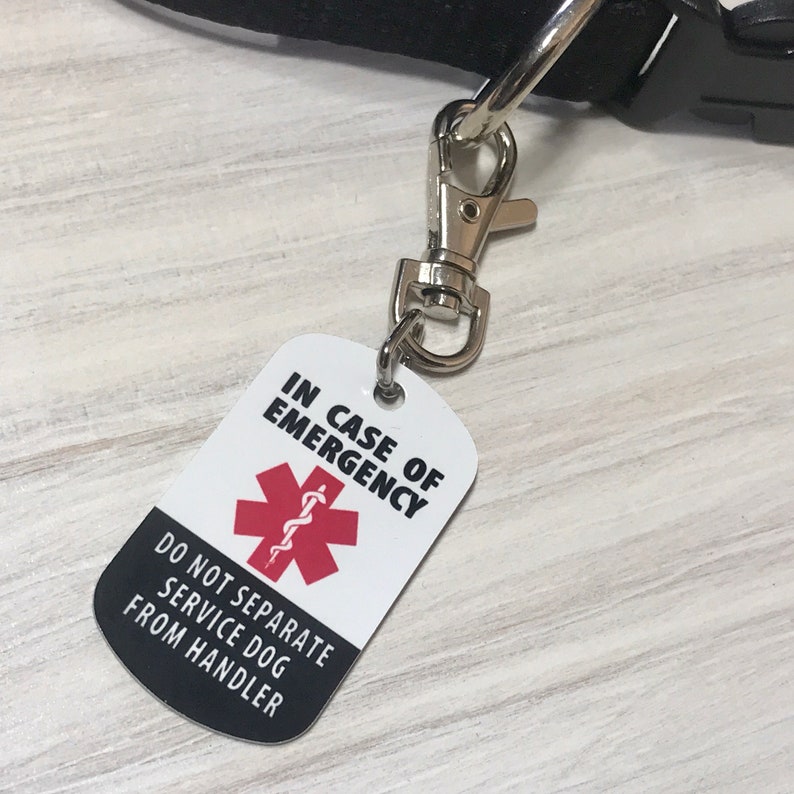 IN CASE OF
EMERGENCY
DO NOT SEPARATE
SERVICE DOG
FROM HANDLER